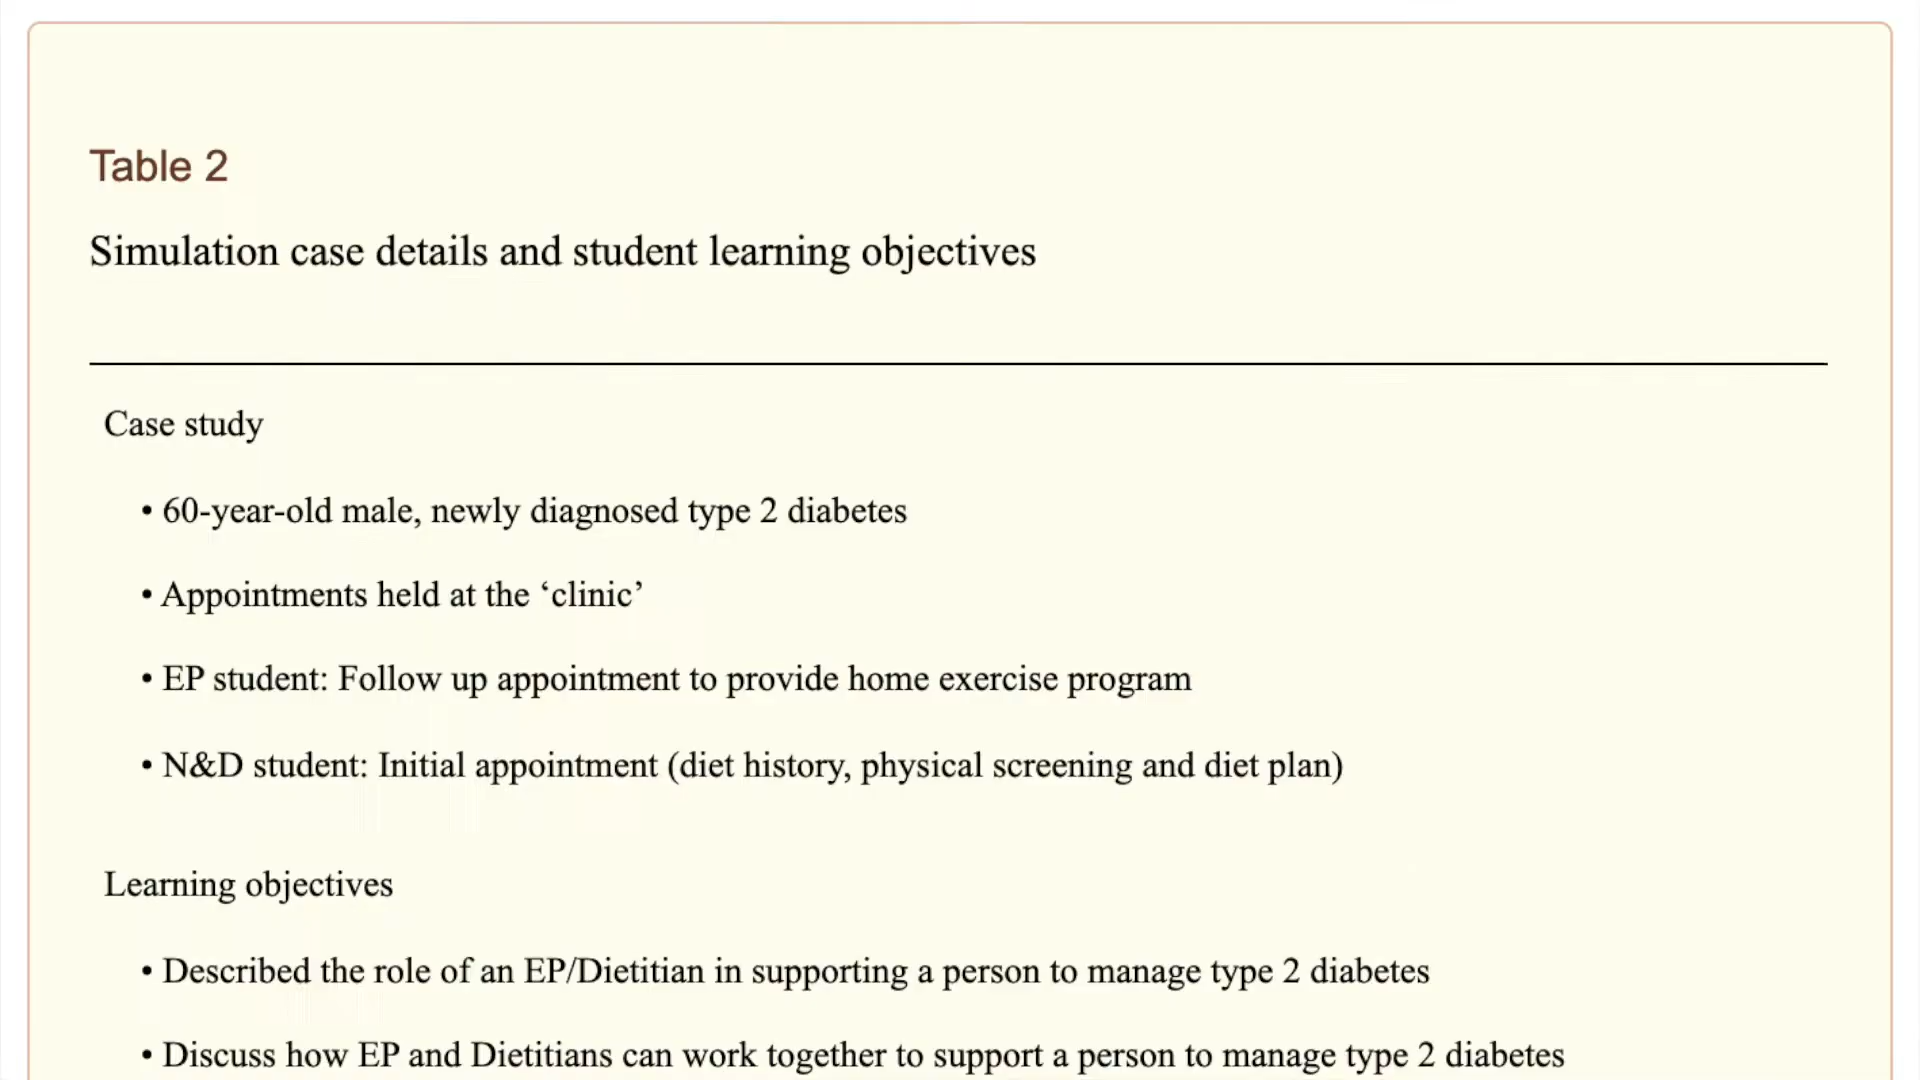 Table 2
Simulation case details and student learning objectives
Case study
• 60-year-old male, newly diagnosed type 2 diabetes
• Appointments held at the ‘clinic’
• EP student: Follow up appointment to provide home exercise program
• N&D student: Initial appointment (diet history, physical screening and diet plan)
Learning objectives
• Described the role of an EP/Dietitian in supporting a person to manage type 2 diabetes
• Discuss how EP and Dietitians can work together to support a person to manage type 2 diabetes